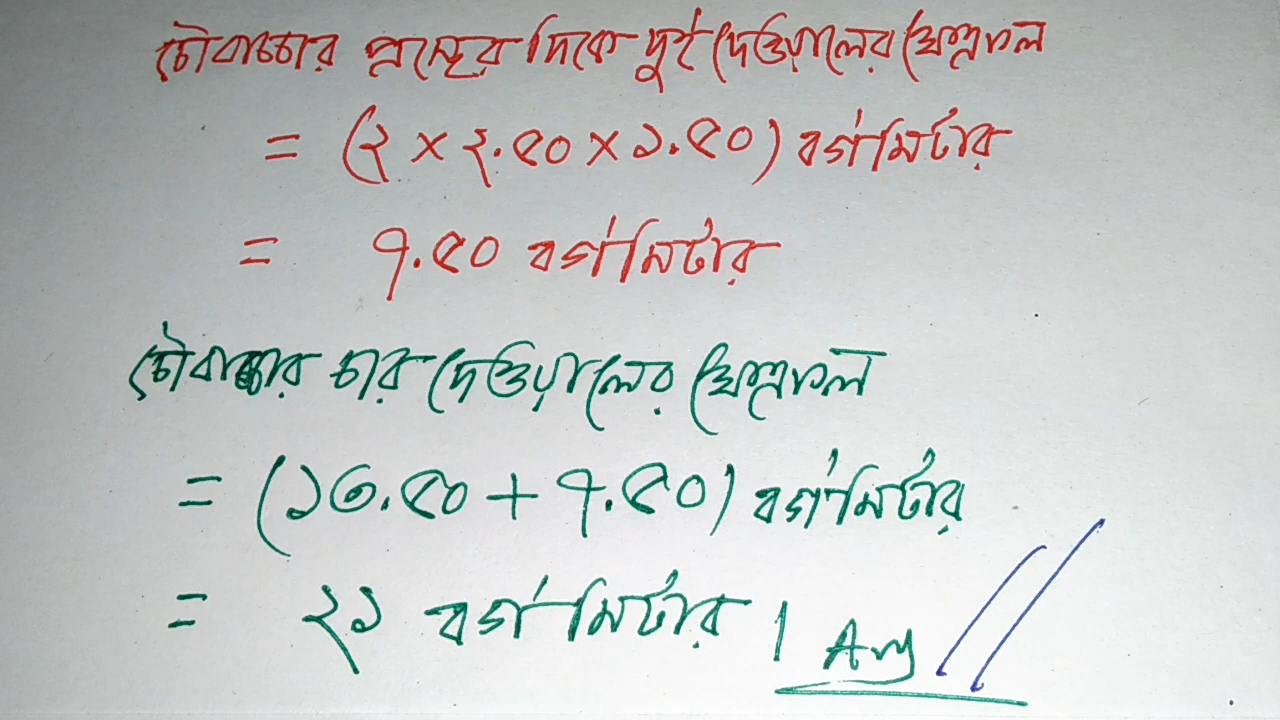 চৌবাচ্চার প্রস্থের দিকে দুই দেওয়ালের ক্ষেত্রফল
= (২ × ২.৫০ × ১.৫০) বর্গমিটার
= ৭.৫০ বর্গমিটার
চৌবাচ্চার চার দেওয়ালের ক্ষেত্রফল
= (১৩.৫০ + ৭.৫০) বর্গমিটার
= ২১ বর্গমিটার । Ans